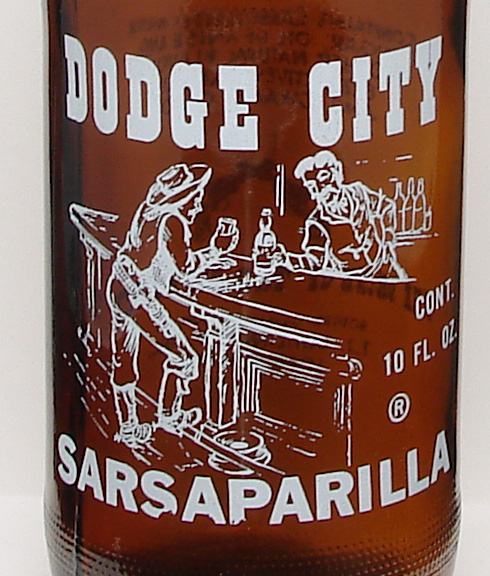 DODGE CITY
CONT.
10 FL. OZ.
®
SARSAPARILLA